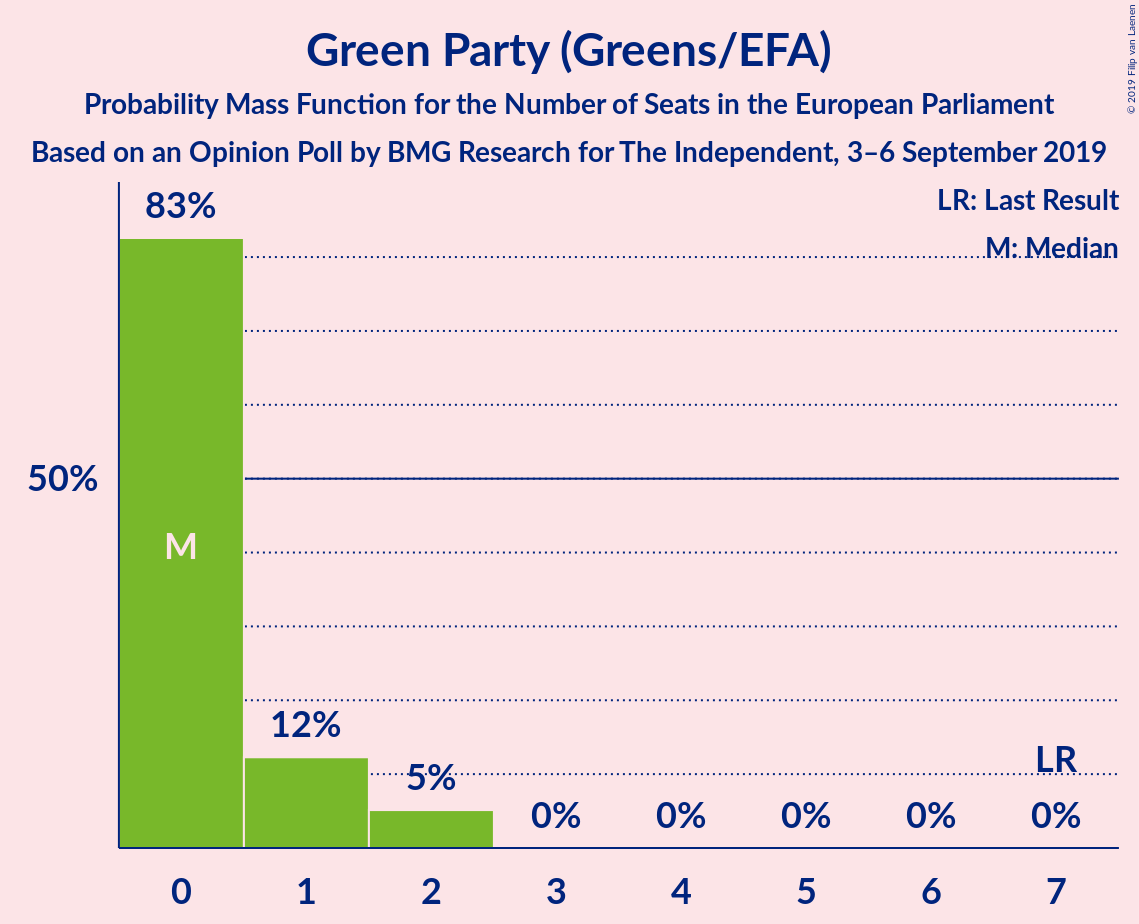 Green Party (Greens/EFA)
Probability Mass Function for the Number of Seats in the European Parliament
Based on an Opinion Poll by BMG Research for The Independent, 3–6 September 2019
© 2019 Filip van Laenen
LR: Last Result
M: Median
83%
50%
M
12%
5%
LR
0% 0% 0% 0% 0%
0 1 2 3 4 5 6 7